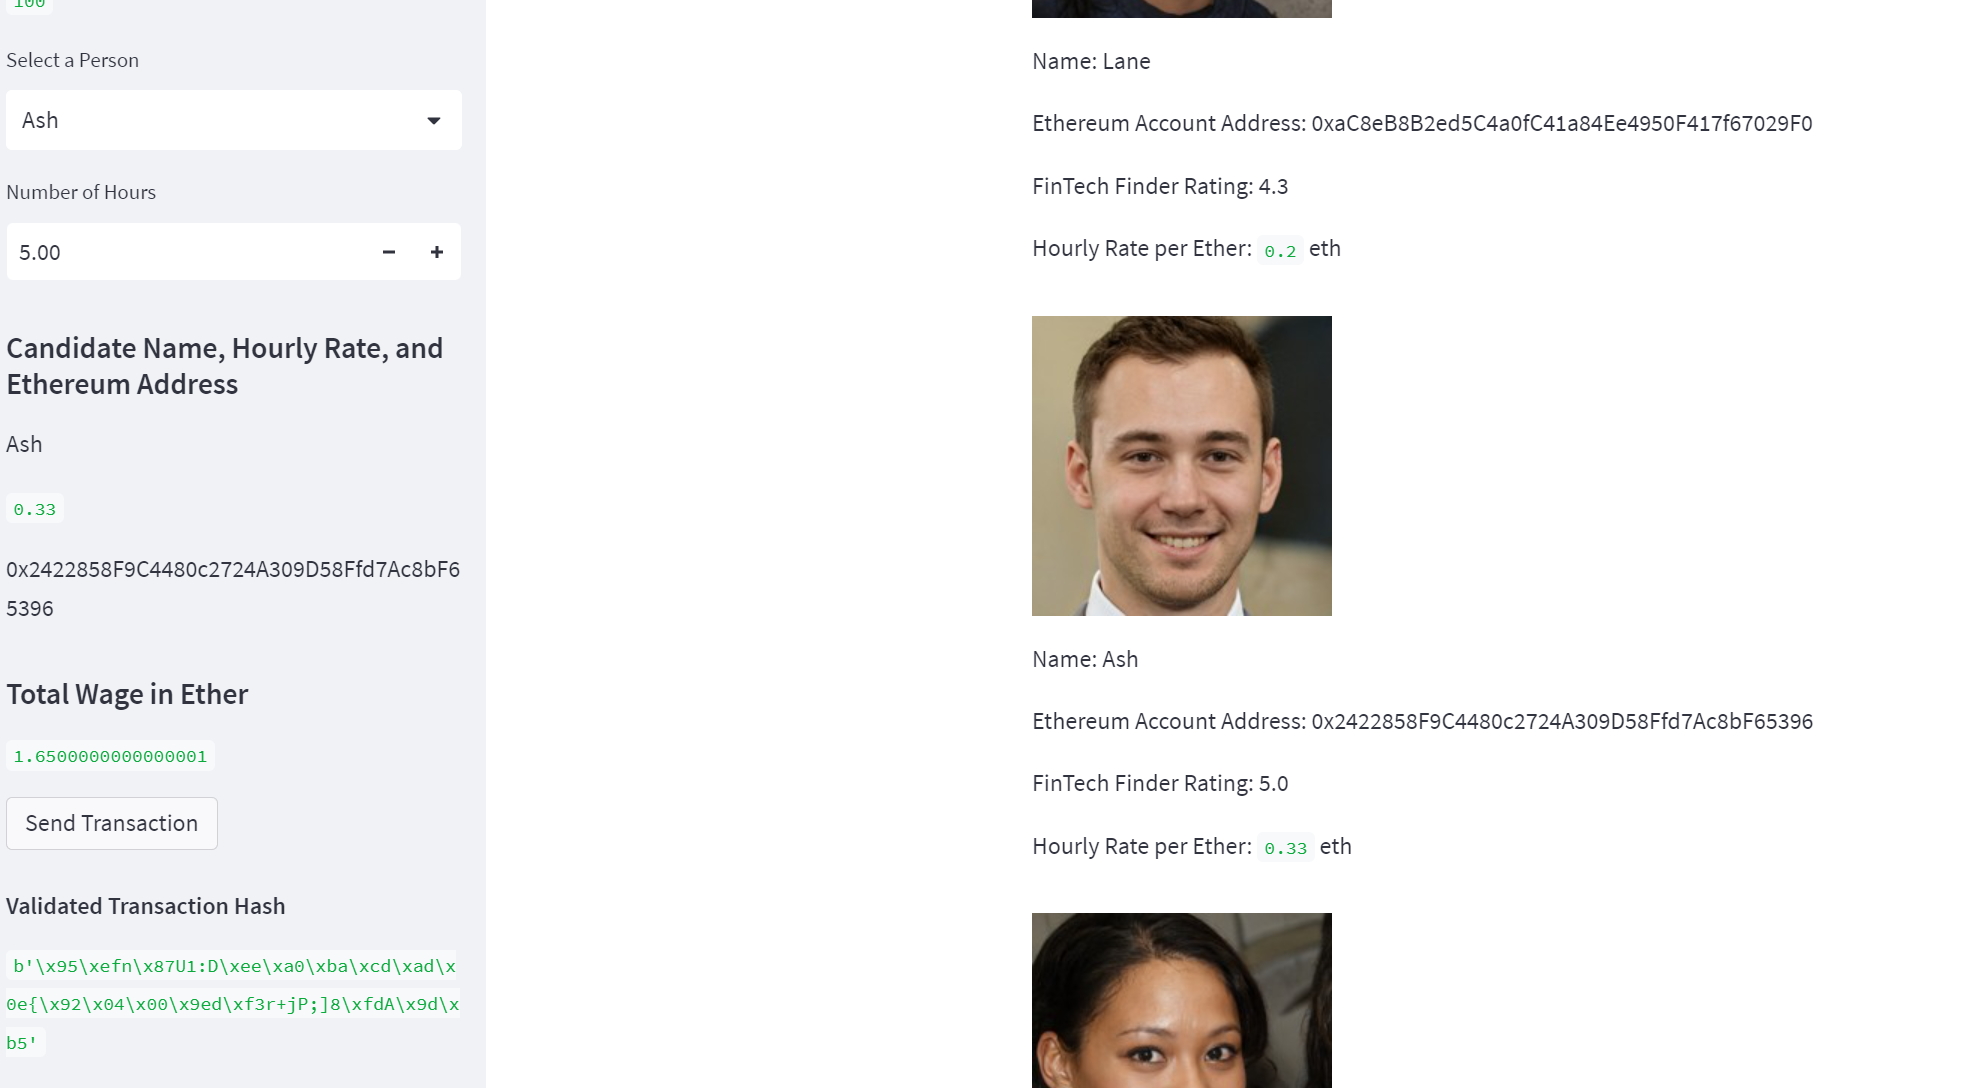 100
Select a Person
Ash
Number of Hours
5.00
Candidate Name, Hourly Rate, and
Ethereum Address
Ash
0.33
0x2422858F9C4480c2724A309D58Ffd7Ac8bF6
5396
Total Wage in Ether
1.6500000000000001
Send Transaction
Validated Transaction Hash
b'\x95\xefn\x87U1:D\xee\xa0\xba\xcd\xad\x
0e{\x92\x04\x00\x9ed\xf3r+jP;]8\xfdA\x9d\x
b5'
Name: Lane
Ethereum Account Address: 0xaC8eB8B2ed5C4a0fC41a84Ee4950F417f67029F0
FinTech Finder Rating: 4.3
Hourly Rate per Ether: 0.2 eth
Name: Ash
Ethereum Account Address: 0x2422858F9C4480c2724A309D58Ffd7Ac8bF65396
FinTech Finder Rating: 5.0
Hourly Rate per Ether: 0.33 eth